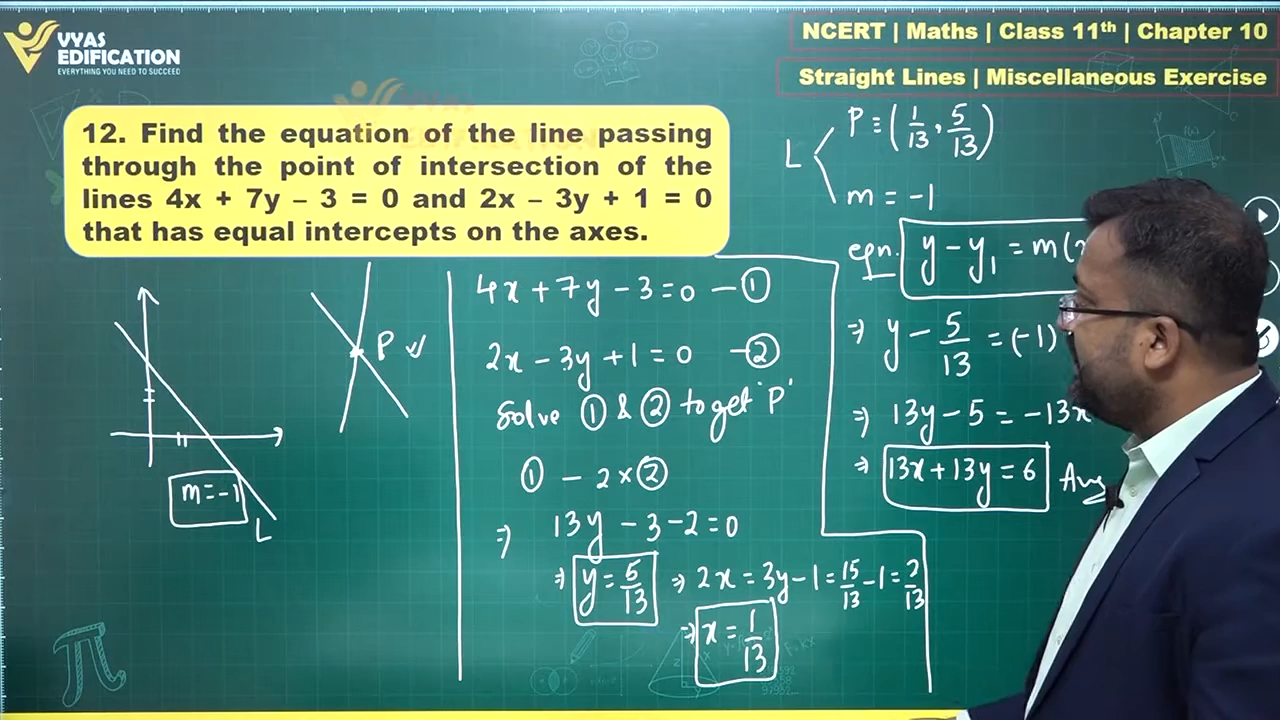 VYAS
EDIFICATION
EVERYTHING YOU NEED TO SUCCEED
NCERT | Maths | Class 11th | Chapter 10
Straight Lines | Miscellaneous Exercise
12. Find the equation of the line passing
through the point of intersection of the
lines 4x + 7y – 3 = 0 and 2x – 3y + 1 = 0
that has equal intercepts on the axes.
m = -1
L
P ✓
4x + 7y - 3 = 0 — ①
2x - 3y + 1 = 0 — ②
Solve ① & ② to get 'P'
① - 2 × ②
⇒ 13y - 3 - 2 = 0
⇒ y = 5/13 ⇒ 2x = 3y - 1 = 15/13 - 1 = 2/13
⇒ x = 1/13
L
P ≡ (1/13, 5/13)
m = -1
eqn. y - y₁ = m(
⇒ y - 5/13 = (-1)
⇒ 13y - 5 = -13x
⇒ 13x + 13y = 6 Ans